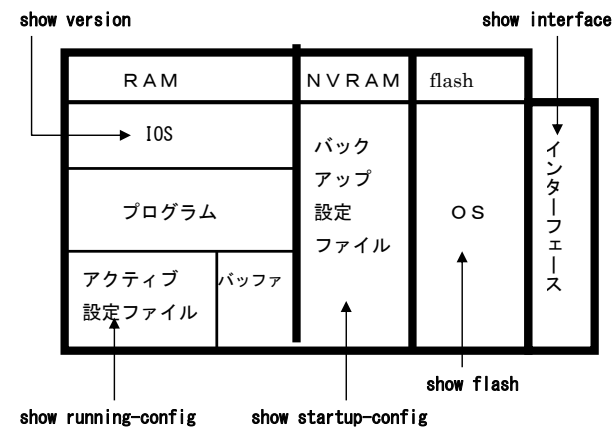 show version
show interface
ＲＡＭ
ＮＶＲＡＭ
flash
IOS
プログラム
アクティブ
設定ファイル
バッファ
バック
アップ
設定
ファイル
ＯＳ
インターフェース
show flash
show running-config
show startup-config